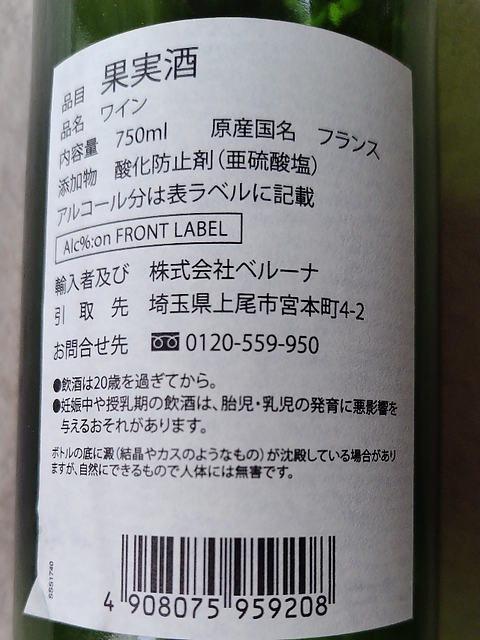 品目 果実酒
品名 ワイン
内容量 750ml 原産国名 フランス
添加物 酸化防止剤(亜硫酸塩)
アルコール分は表ラベルに記載
Alc%:on FRONT LABEL
輸入者及び 株式会社ベルーナ
引取先 埼玉県上尾市宮本町4-2
お問合せ先 0120-559-950
●飲酒は20歳を過ぎてから。
●妊娠中や授乳期の飲酒は、胎児・乳児の発育に悪影響を
与えるおそれがあります。
ボトルの底に澱(結晶やカスのようなもの)が沈殿している場合があり
ますが、自然にできるもので人体には無害です。
SS51740
4 908075 959208